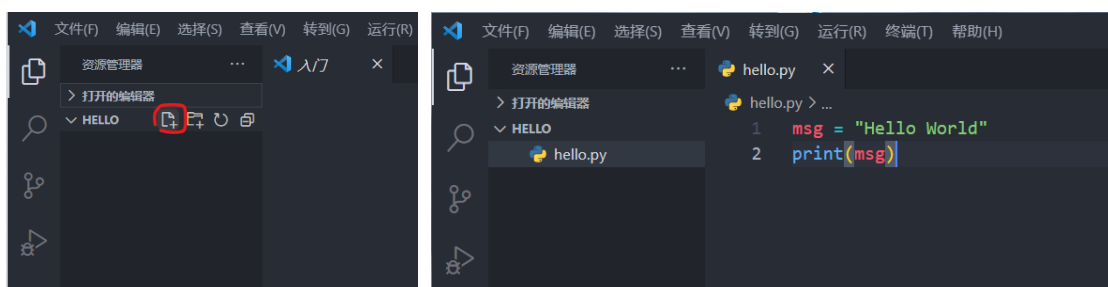 文件(F) 编辑(E) 选择(S) 查看(V) 转到(G) 运行(R)
资源管理器 ··· 入门
打开的编辑器
HELLO
文件(F) 编辑(E) 选择(S) 查看(V) 转到(G) 运行(R) 终端(T) 帮助(H)
资源管理器 ··· hello.py
打开的编辑器 hello.py > ...
HELLO 1 msg = "Hello World"
hello.py 2 print(msg)